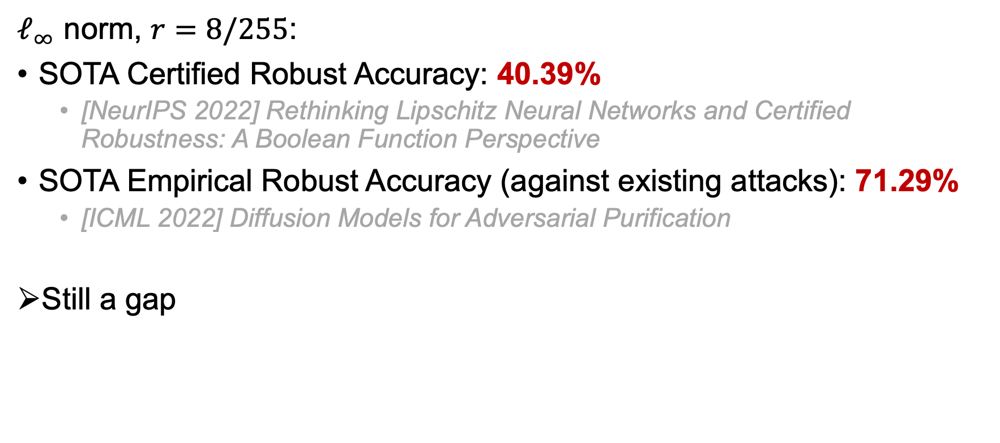 ℓ∞ norm, r = 8/255:
• SOTA Certified Robust Accuracy: 40.39%
• [NeurIPS 2022] Rethinking Lipschitz Neural Networks and Certified
Robustness: A Boolean Function Perspective
• SOTA Empirical Robust Accuracy (against existing attacks): 71.29%
• [ICML 2022] Diffusion Models for Adversarial Purification
➢Still a gap